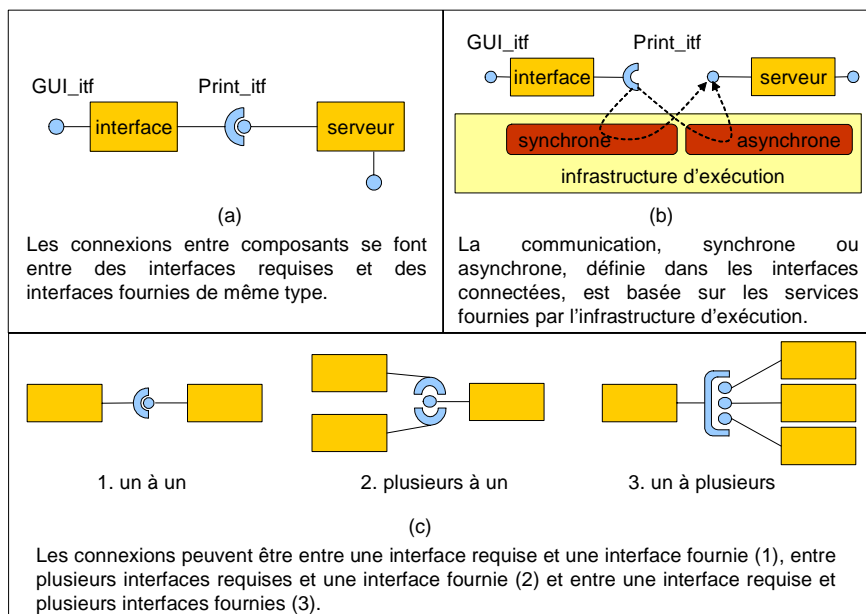 GUI_itf
Print_itf
interface
serveur
(a)
Les connexions entre composants se font
entre des interfaces requises et des
interfaces fournies de même type.
GUI_itf
Print_itf
interface
serveur
synchrone
asynchrone
infrastructure d'exécution
(b)
La communication, synchrone ou
asynchrone, définie dans les interfaces
connectées, est basée sur les services
fournies par l'infrastructure d'exécution.
1. un à un
2. plusieurs à un
3. un à plusieurs
(c)
Les connexions peuvent être entre une interface requise et une interface fournie (1), entre
plusieurs interfaces requises et une interface fournie (2) et entre une interface requise et
plusieurs interfaces fournies (3).